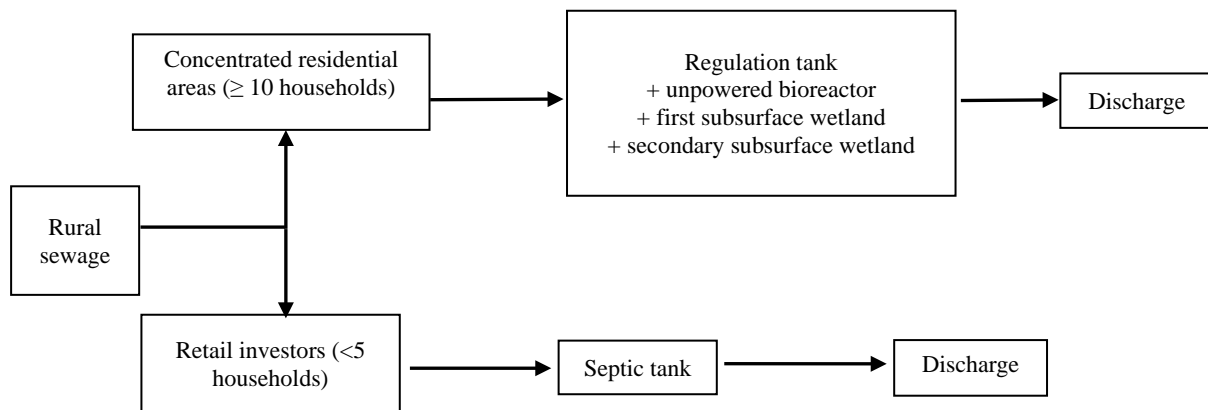 Concentrated residential
areas (≥ 10 households)
Regulation tank
+ unpowered bioreactor
+ first subsurface wetland
+ secondary subsurface wetland
Discharge
Rural
sewage
Retail investors (<5
households)
Septic tank
Discharge